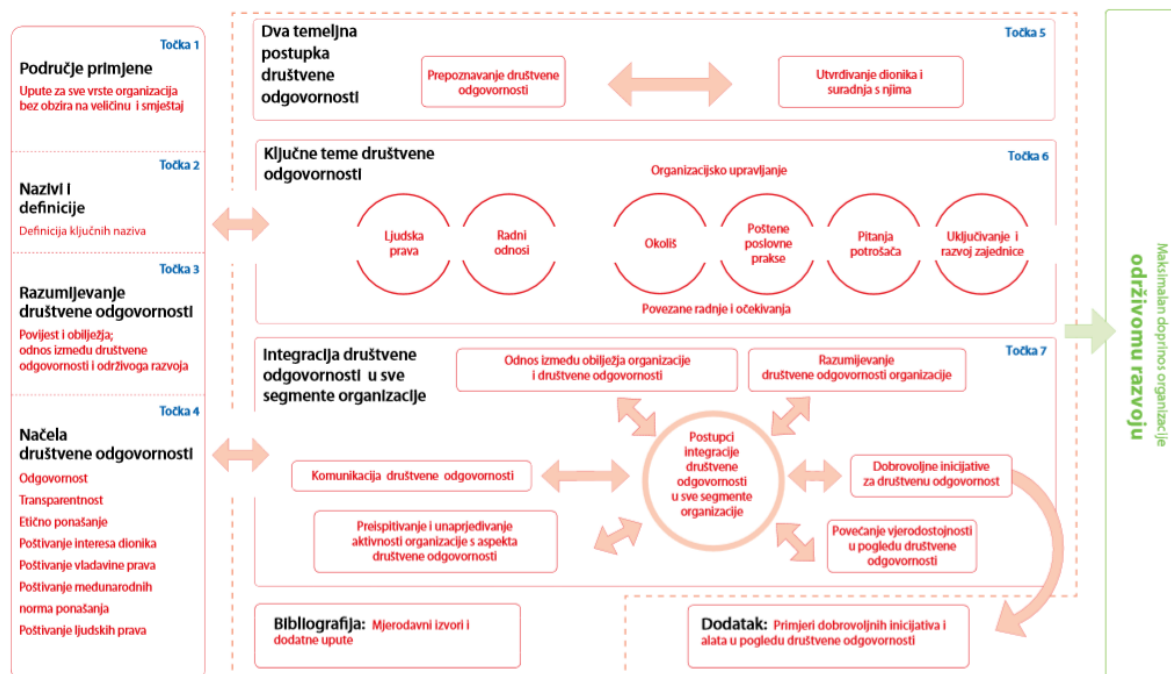 Točka 1
Područje primjene
Upute za sve vrste organizacija
bez obzira na veličinu i smještaj
Točka 2
Nazivi i
definicije
Definicija ključnih naziva
Točka 3
Razumijevanje
društvene odgovornosti
Povijest i obilježja;
odnos između društvene
odgovornosti i održivoga razvoja
Točka 4
Načela
društvene odgovornosti
Odgovornost
Transparentnost
Etično ponašanje
Poštivanje interesa dionika
Poštivanje vladavine prava
Poštivanje međunarodnih
norma ponašanja
Poštivanje ljudskih prava
Dva temeljna
postupka
društvene
odgovornosti
Točka 5
Prepoznavanje društvene
odgovornosti
Utvrđivanje dionika i
suradnja s njima
Ključne teme društvene
odgovornosti
Točka 6
Organizacijsko upravljanje
Ljudska
prava
Radni
odnosi
Okoliš
Poštene
poslovne
prakse
Pitanja
potrošača
Uključivanje i
razvoj zajednice
Povezane radnje i očekivanja
Integracija društvene
odgovornosti u sve
segmente organizacije
Točka 7
Odnos između obilježja organizacije
i društvene odgovornosti
Razumijevanje
društvene odgovornosti organizacije
Postupci
integracije
društvene
odgovornosti
u sve segmente
organizacije
Komunikacija društvene odgovornosti
Dobrovoljne inicijative
za društvenu odgovornost
Preispitivanje i unaprjeđivanje
aktivnosti organizacije s aspekta
društvene odgovornosti
Povećanje vjerodostojnosti
u pogledu društvene
odgovornosti
Bibliografija: Mjerodavni izvori i
dodatne upute
Dodatak: Primjeri dobrovoljnih inicijativa i
alata u pogledu društvene odgovornosti
Maksimalan doprinos organizacije
održivomu razvoju